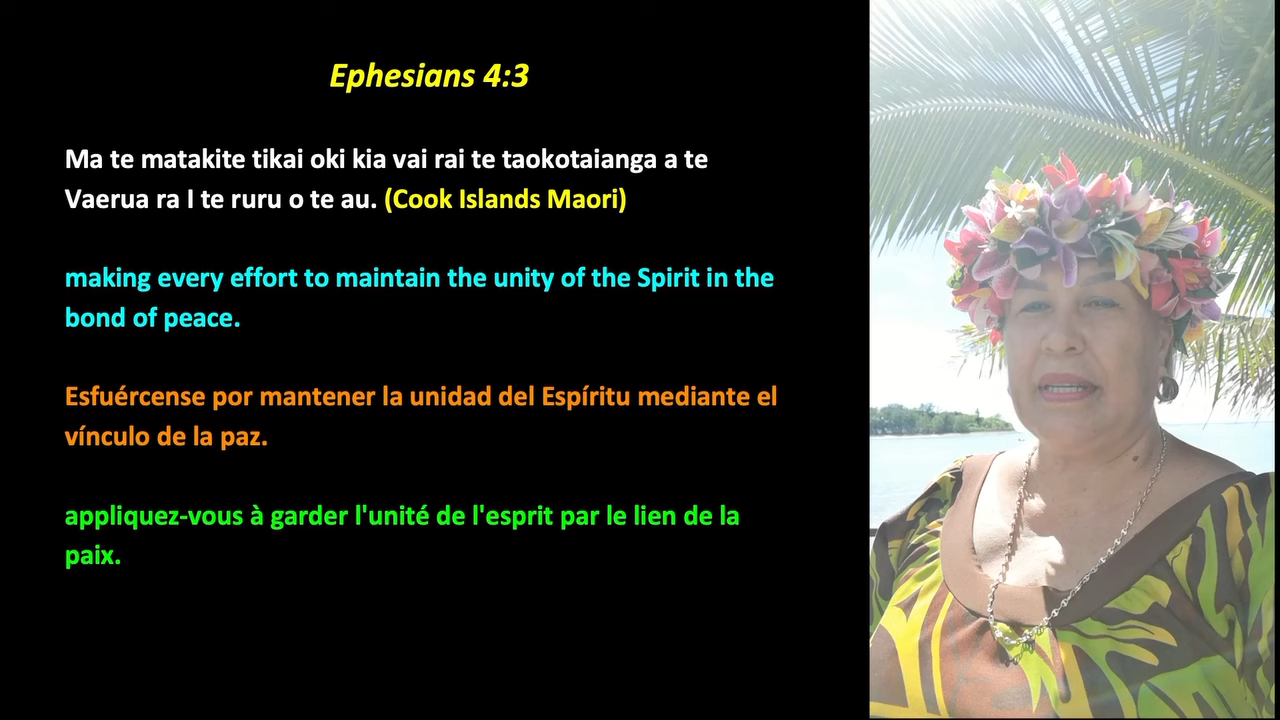 Ephesians 4:3
Ma te matakite tikai oki kia vai rai te taokotaianga a te
Vaerua ra I te ruru o te au. (Cook Islands Maori)
making every effort to maintain the unity of the Spirit in the
bond of peace.
Esfuércense por mantener la unidad del Espíritu mediante el
vínculo de la paz.
appliquez-vous à garder l'unité de l'esprit par le lien de la
paix.